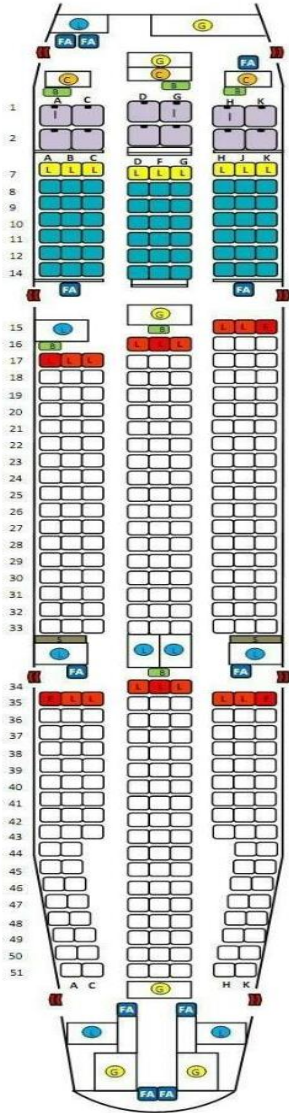 L G
FA FA
G FA
C C C
B B B
A C D G H K
1
2
A B C D F G H J K
7 L L L L L L L L L
8
9
10
11
12
14
FA FA
G
15 L B L L
16 B L L L
17 L L L
18
19
20
21
22
23
24
25
26
27
28
29
30
31
32
33
S L L S
L L
FA B FA
34 L L L
35 L L L L
36
37
38
39
40
41
42
43
44
45
46
47
48
49
50
51
A C G H K
FA FA
L L
G G
FA FA